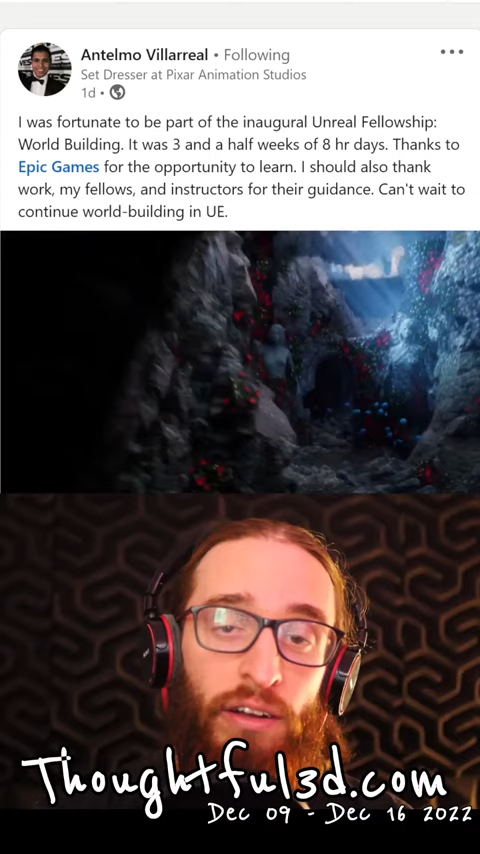 Antelmo Villarreal • Following
Set Dresser at Pixar Animation Studios
1d •
I was fortunate to be part of the inaugural Unreal Fellowship:
World Building. It was 3 and a half weeks of 8 hr days. Thanks to
Epic Games for the opportunity to learn. I should also thank
work, my fellows, and instructors for their guidance. Can't wait to
continue world-building in UE.
Thoughtful3d.com
Dec 09 - Dec 16 2022